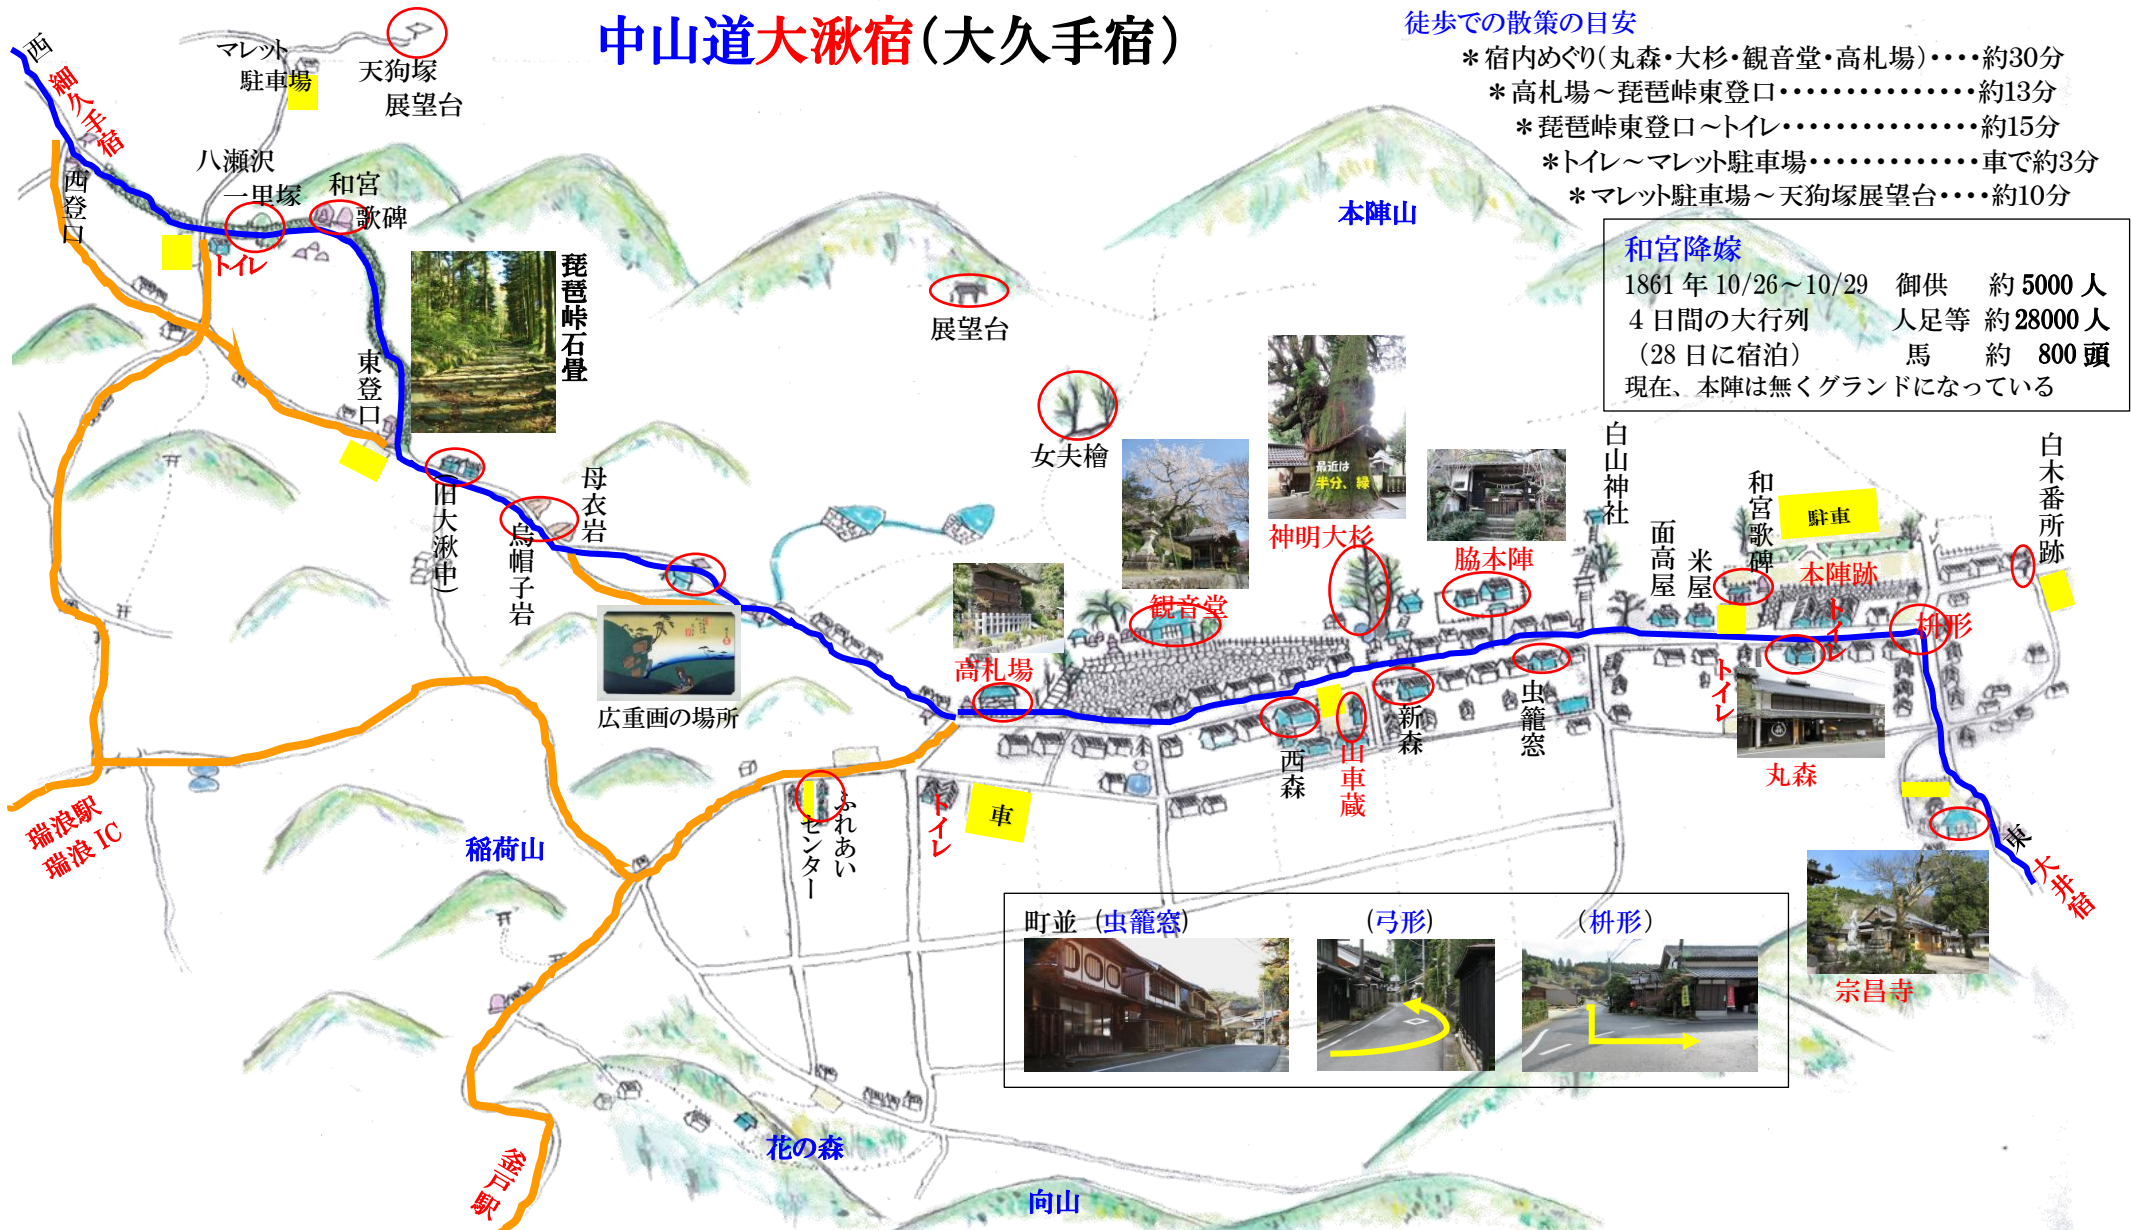 中山道大湫宿(大久手宿)
徒歩での散策の目安
＊宿内めぐり(丸森・大杉・観音堂・高札場)・・・・約30分
＊高札場～琵琶峠東登口・・・・・・・・・・・・・・・約13分
＊琵琶峠東登口～トイレ・・・・・・・・・・・・・・・約15分
＊トイレ～マレット駐車場・・・・・・・・・・・・・車で約3分
＊マレット駐車場～天狗塚展望台・・・・約10分
和宮降嫁
1861年10/26～10/29　御供　約5000人
4日間の大行列　人足等　約28000人
（28日に宿泊）　馬　約　800頭
現在、本陣は無くグランドになっている
西
細久手宿
マレット
駐車場
天狗塚
展望台
八瀬沢
一里塚
和宮
歌碑
西登口
トイレ
琵琶峠石畳
東登口
本陣山
展望台
女夫檜
旧大湫中)
烏帽子岩
母衣岩
広重画の場所
高札場
観音堂
最近は
半分、緑
神明大杉
脇本陣
白山神社
面高屋
米屋
和宮歌碑
駐車
本陣跡
トイレ
枡形
白木番所跡
西森
山車蔵
新森
虫籠窓
トイレ
丸森
宗昌寺
東
大井宿
瑞浪駅
瑞浪IC
稲荷山
ふれあい
センター
トイレ
車
町並 (虫籠窓)
(弓形)
（枡形）
釜戸駅
花の森
向山